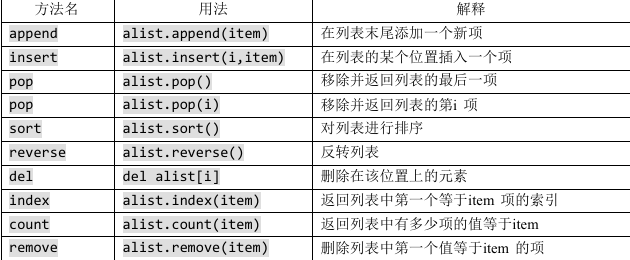 方法名 用法 解释
append alist.append(item) 在列表末尾添加一个新项
insert alist.insert(i,item) 在列表的某个位置插入一个项
pop alist.pop() 移除并返回列表的最后一项
pop alist.pop(i) 移除并返回列表的第i 项
sort alist.sort() 对列表进行排序
reverse alist.reverse() 反转列表
del del alist[i] 删除在该位置上的元素
index alist.index(item) 返回列表中第一个等于item 项的索引
count alist.count(item) 返回列表中有多少项的值等于item
remove alist.remove(item) 删除列表中第一个值等于item 的项